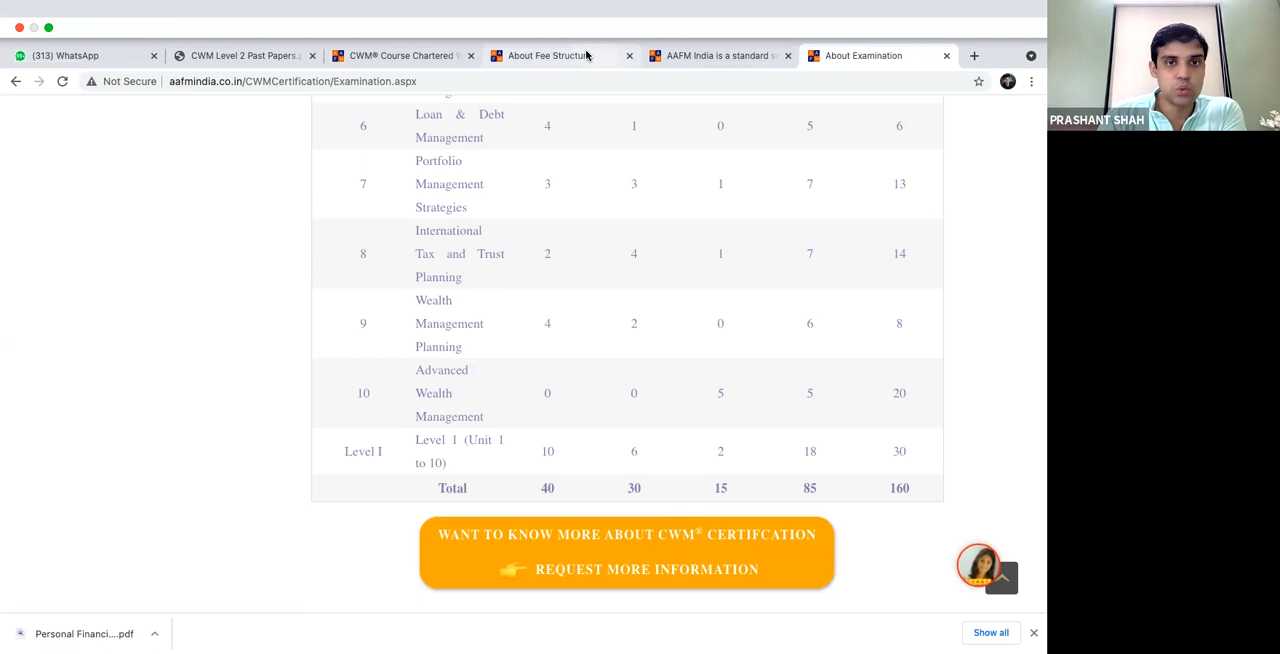 (313) WhatsApp
CWM Level 2 Past Papers.p
CWM® Course Chartered W
About Fee Structure
AAFM India is a standard se
About Examination
Not Secure
aafmindia.co.in/CWMCertification/Examination.aspx
6 Loan & Debt Management 4 1 0 5 6
7 Portfolio Management Strategies 3 3 1 7 13
8 International Tax and Trust Planning 2 4 1 7 14
9 Wealth Management Planning 4 2 0 6 8
10 Advanced Wealth Management 0 0 5 5 20
Level I Level 1 (Unit 1 to 10) 10 6 2 18 30
Total 40 30 15 85 160
WANT TO KNOW MORE ABOUT CWM® CERTIFCATION
REQUEST MORE INFORMATION
Personal Financi....pdf
Show all
PRASHANT SHAH